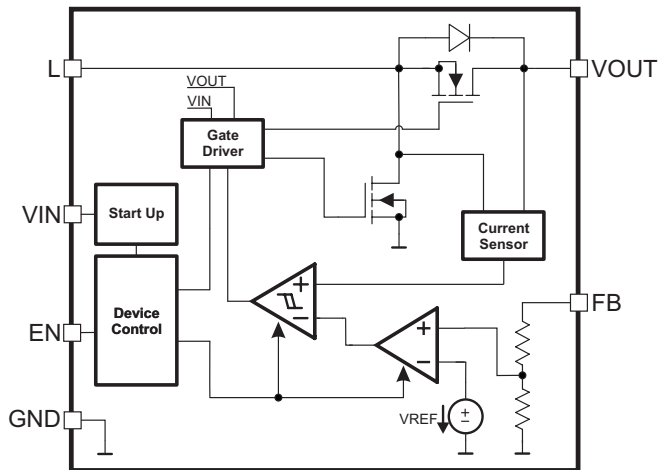 L
VOUT
VOUT
VIN
Gate
Driver
VIN
Start Up
Current
Sensor
Device
Control
EN
FB
VREF
GND
+
−
+
−
+
−